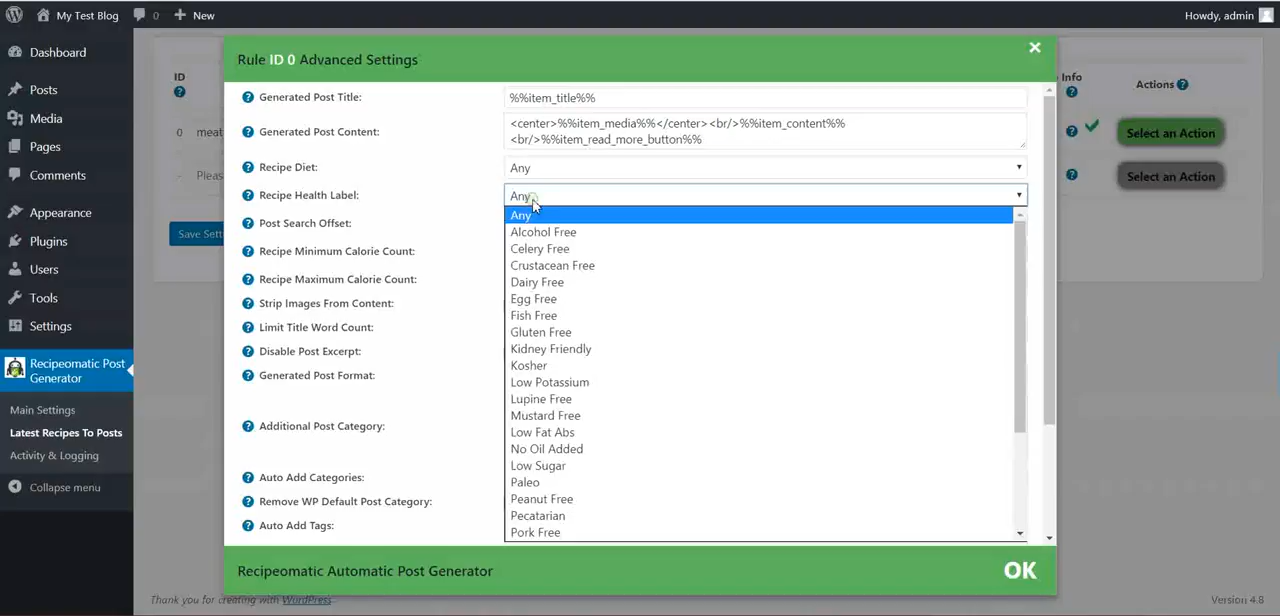 My Test Blog
0
New
Howdy, admin
Dashboard
Posts
Media
Pages
Comments
Appearance
Plugins
Users
Tools
Settings
Recipeomatic Post
Generator
Main Settings
Latest Recipes To Posts
Activity & Logging
Collapse menu
ID
0 meat
- Pleas
Save Sett
Rule ID 0 Advanced Settings
×
Generated Post Title:
%%item_title%%
Generated Post Content:
<center>%%item_media%%</center><br/>%%item_content%%
<br/>%%item_read_more_button%%
Recipe Diet:
Any
Recipe Health Label:
Any
Post Search Offset:
Recipe Minimum Calorie Count:
Recipe Maximum Calorie Count:
Strip Images From Content:
Limit Title Word Count:
Disable Post Excerpt:
Generated Post Format:
Additional Post Category:
Auto Add Categories:
Remove WP Default Post Category:
Auto Add Tags:
Any
Alcohol Free
Celery Free
Crustacean Free
Dairy Free
Egg Free
Fish Free
Gluten Free
Kidney Friendly
Kosher
Low Potassium
Lupine Free
Mustard Free
Low Fat Abs
No Oil Added
Low Sugar
Paleo
Peanut Free
Pecatarian
Pork Free
Recipeomatic Automatic Post Generator
OK
Info
Actions
Select an Action
Select an Action
Thank you for creating with WordPress.
Version 4.8